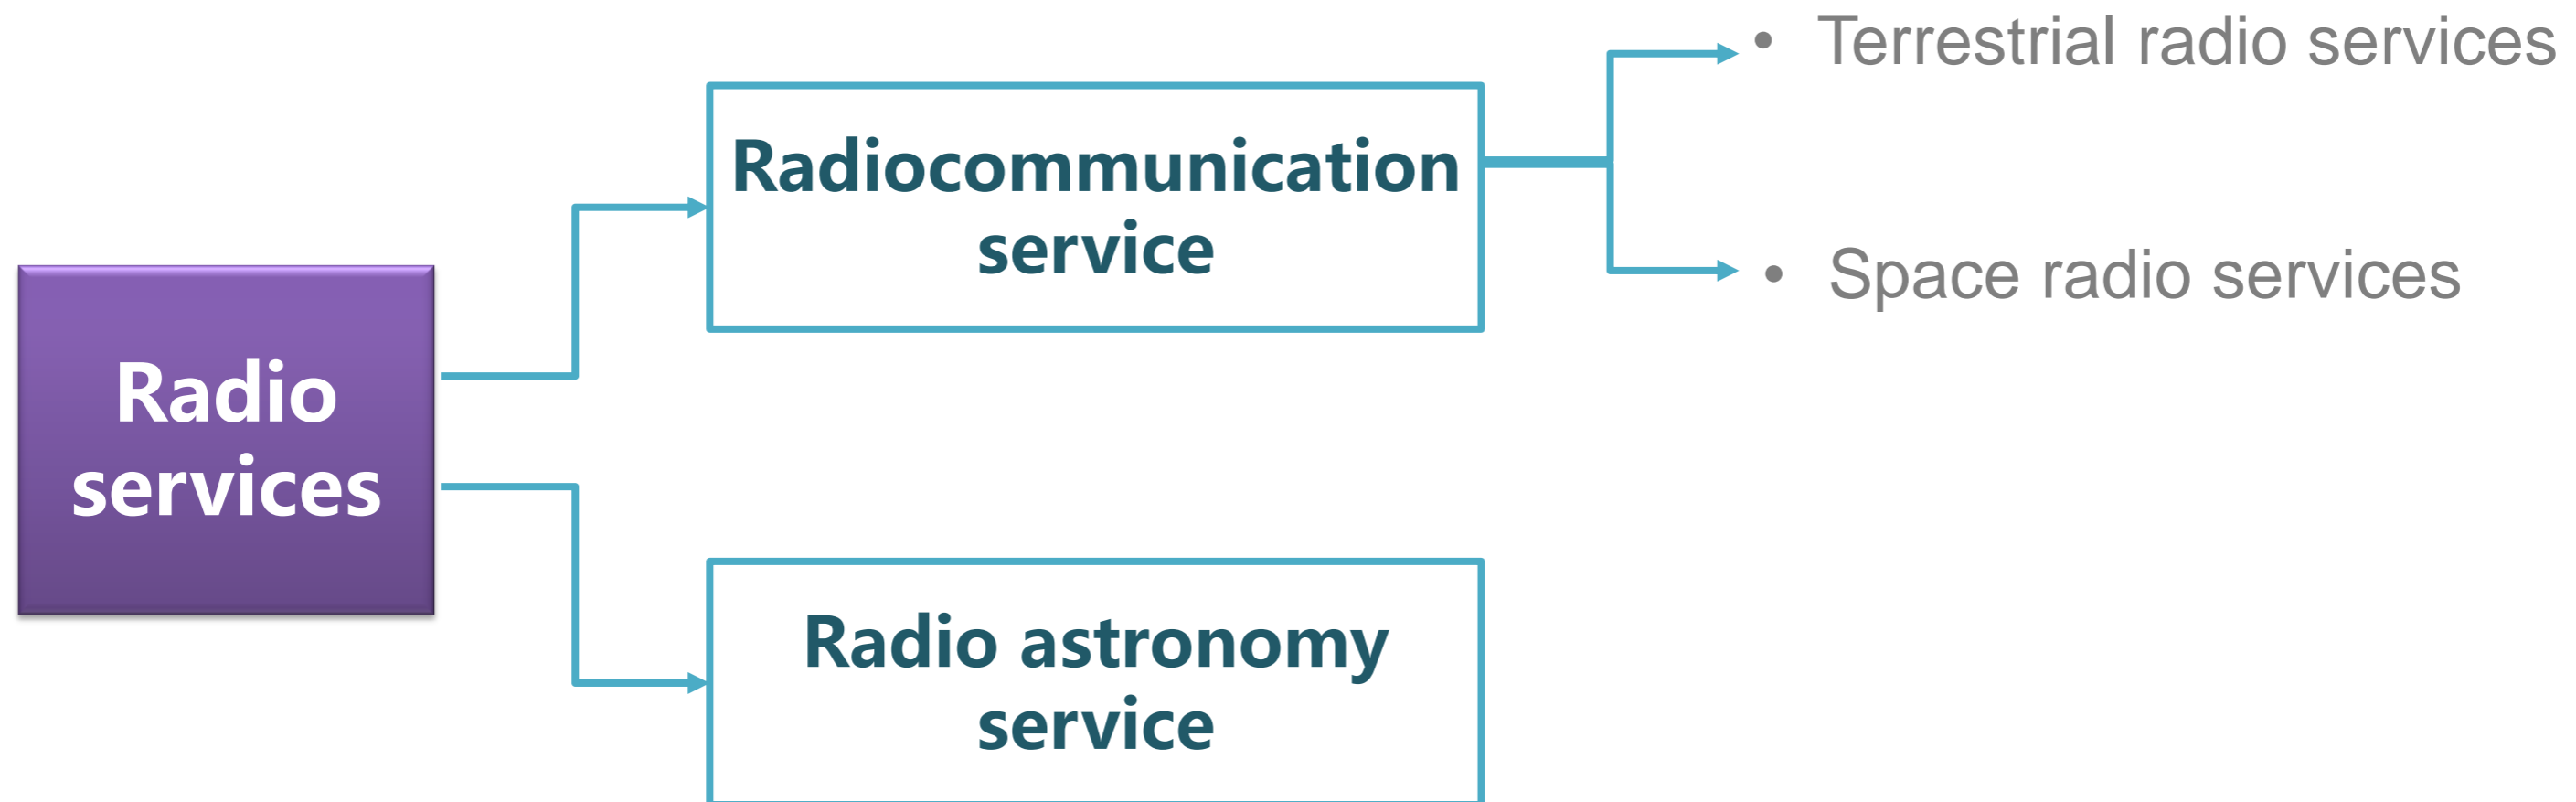 Radio
services
Radiocommunication
service
• Terrestrial radio services
• Space radio services
Radio astronomy
service